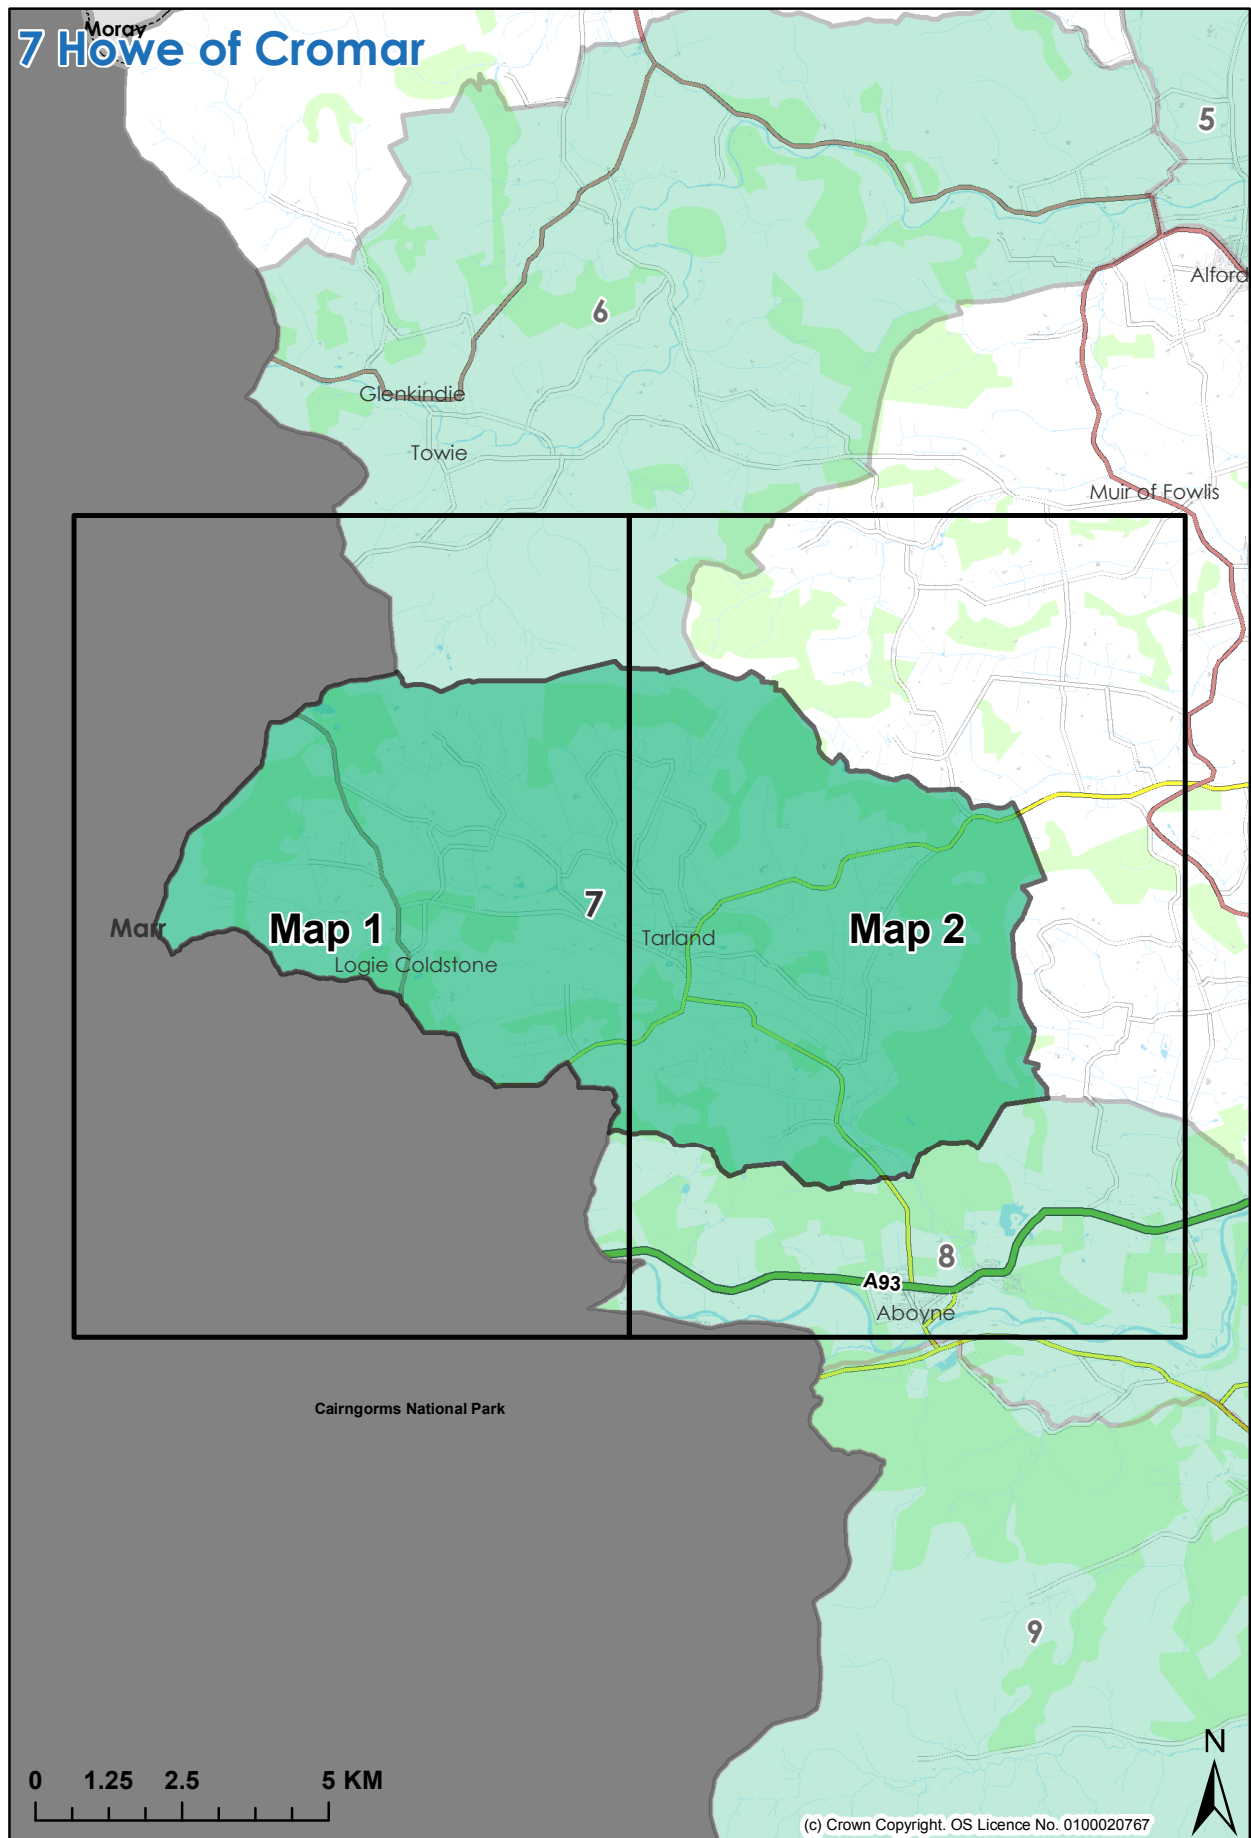 Moray
7 Howe of Cromar
5
Alford
6
Glenkindie
Towie
Muir of Fowlis
7
Marr
Map 1
Map 2
Tarland
Logie Coldstone
8
A93
Aboyne
Cairngorms National Park
9
N
0 1.25 2.5 5 KM
(c) Crown Copyright. OS Licence No. 0100020767